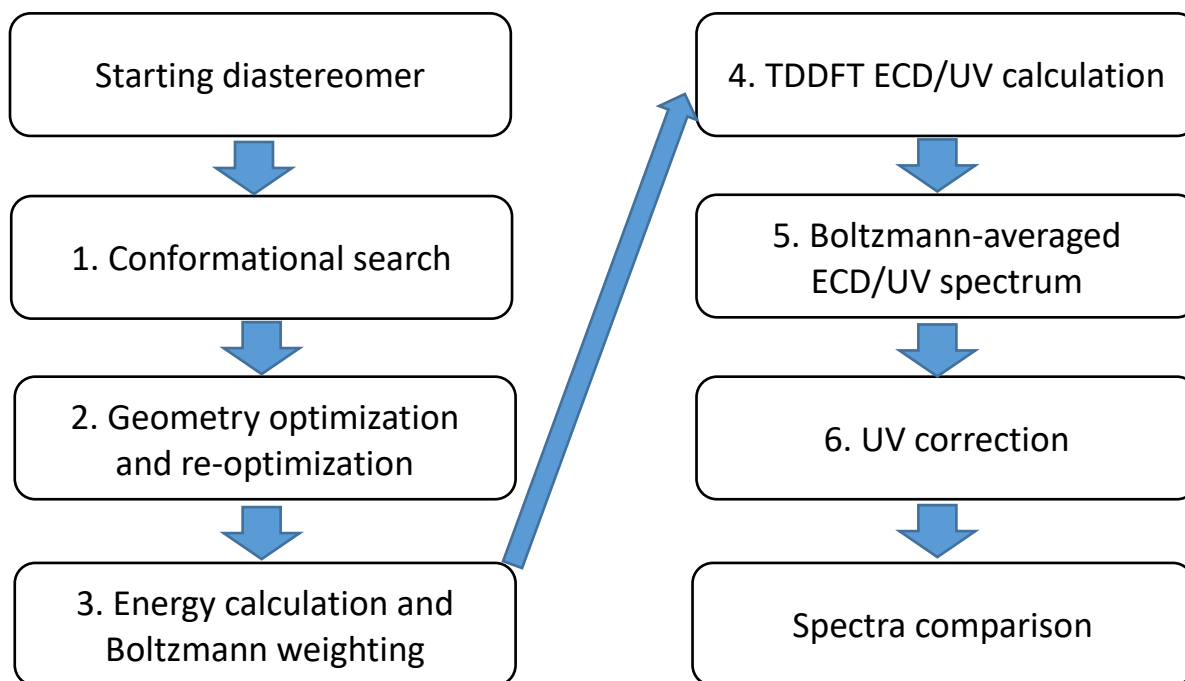 Starting diastereomer
1. Conformational search
2. Geometry optimization
and re-optimization
3. Energy calculation and
Boltzmann weighting
4. TDDFT ECD/UV calculation
5. Boltzmann-averaged
ECD/UV spectrum
6. UV correction
Spectra comparison